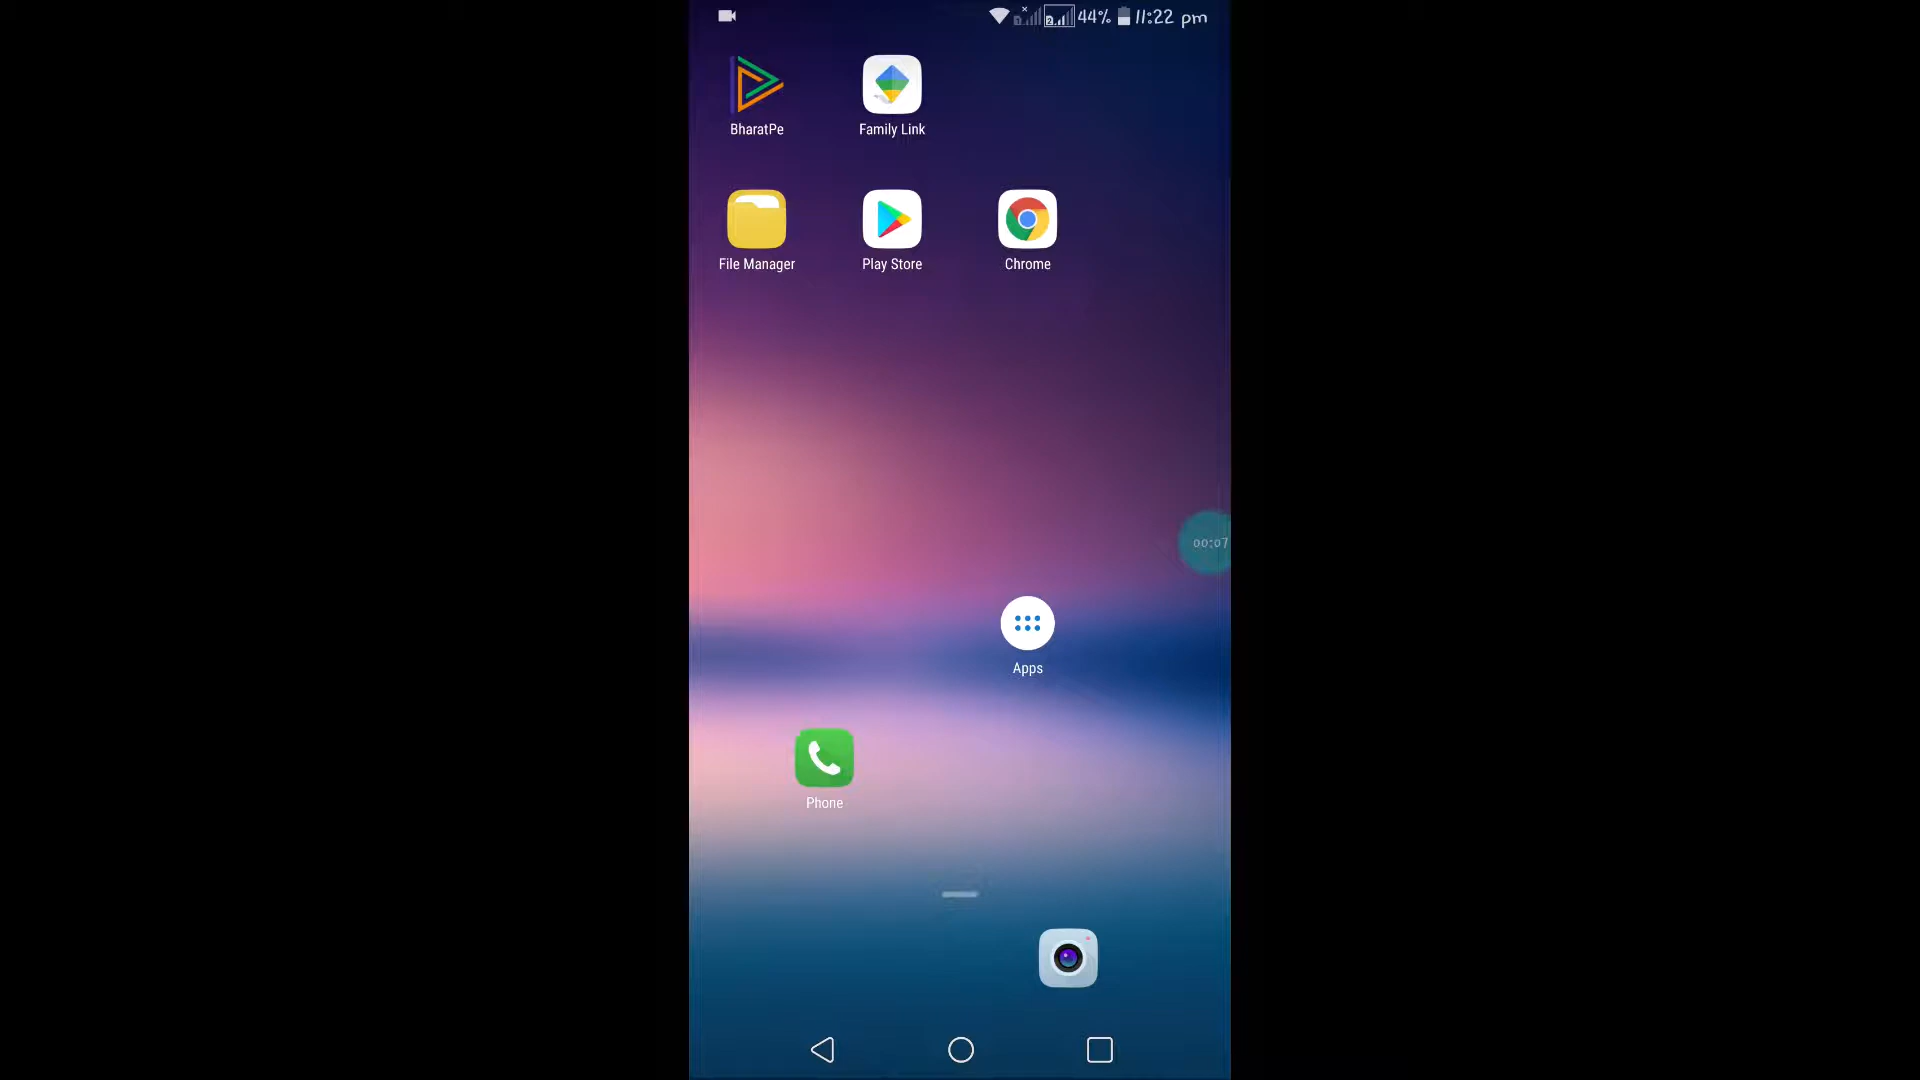 44% 11:22 pm
BharatPe
Family Link
File Manager
Play Store
Chrome
00:07
Apps
Phone